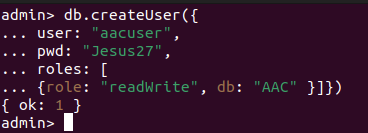 admin> db.createUser({
... user: "aacuser",
... pwd: "Jesus27",
... roles: [
... {role: "readWrite", db: "AAC" }]})
{ ok: 1 }
admin>